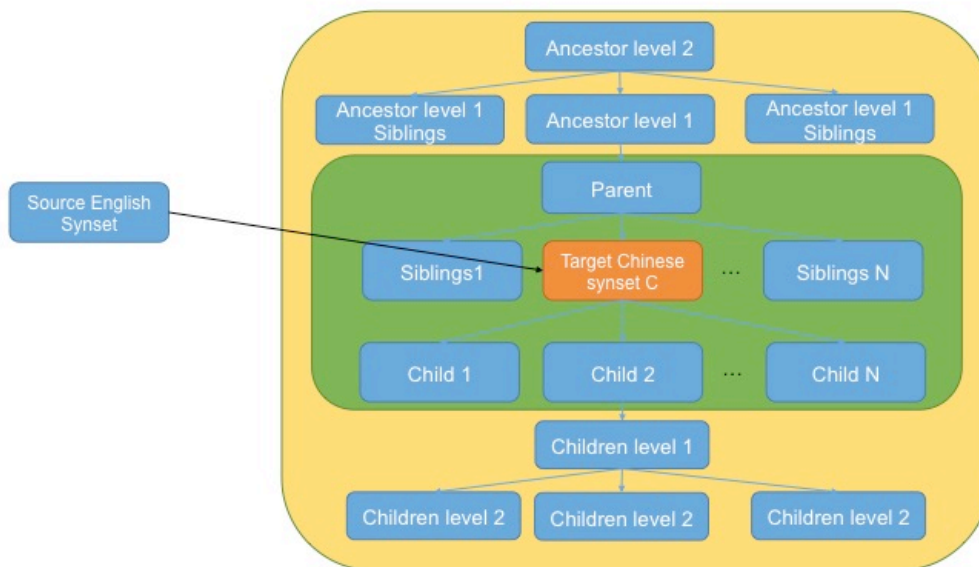 Ancestor level 2
Ancestor level 1
Siblings
Ancestor level 1
Ancestor level 1
Siblings
Parent
Source English
Synset
Siblings1
Target Chinese
synset C
...
Siblings N
Child 1
Child 2
...
Child N
Children level 1
Children level 2
Children level 2
Children level 2